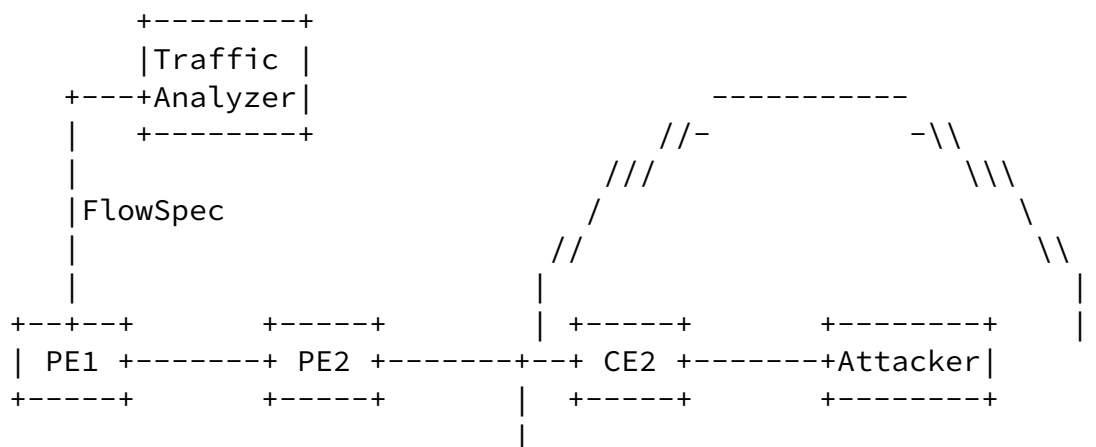 Traffic
Analyzer
FlowSpec
PE1 PE2 CE2 Attacker